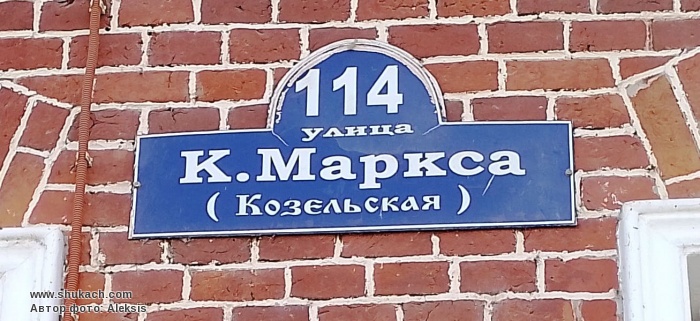 114
улица
К.Маркса
(Козельская)
www.shukach.com
Автор фото: Aleksis